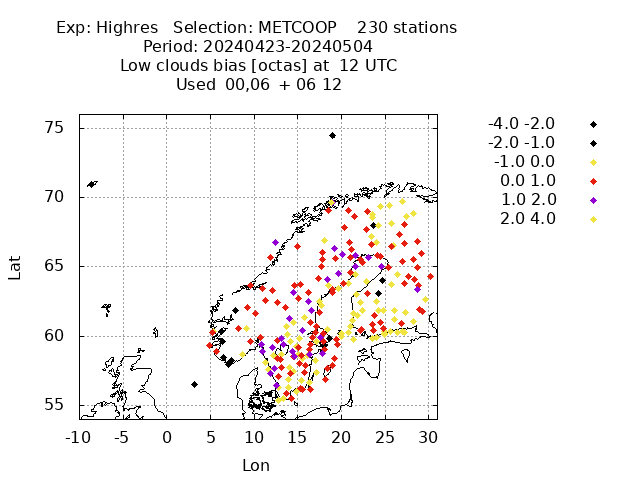 Exp: Highres   Selection: METCOOP    230 stations
Period: 20240423-20240504
Low clouds bias [octas] at  12 UTC
Used  00,06  + 06 12
-4.0 -2.0
-2.0 -1.0
-1.0 0.0
0.0 1.0
1.0 2.0
2.0 4.0
75
70
65
60
55
Lat
-10 -5 0 5 10 15 20 25 30
Lon